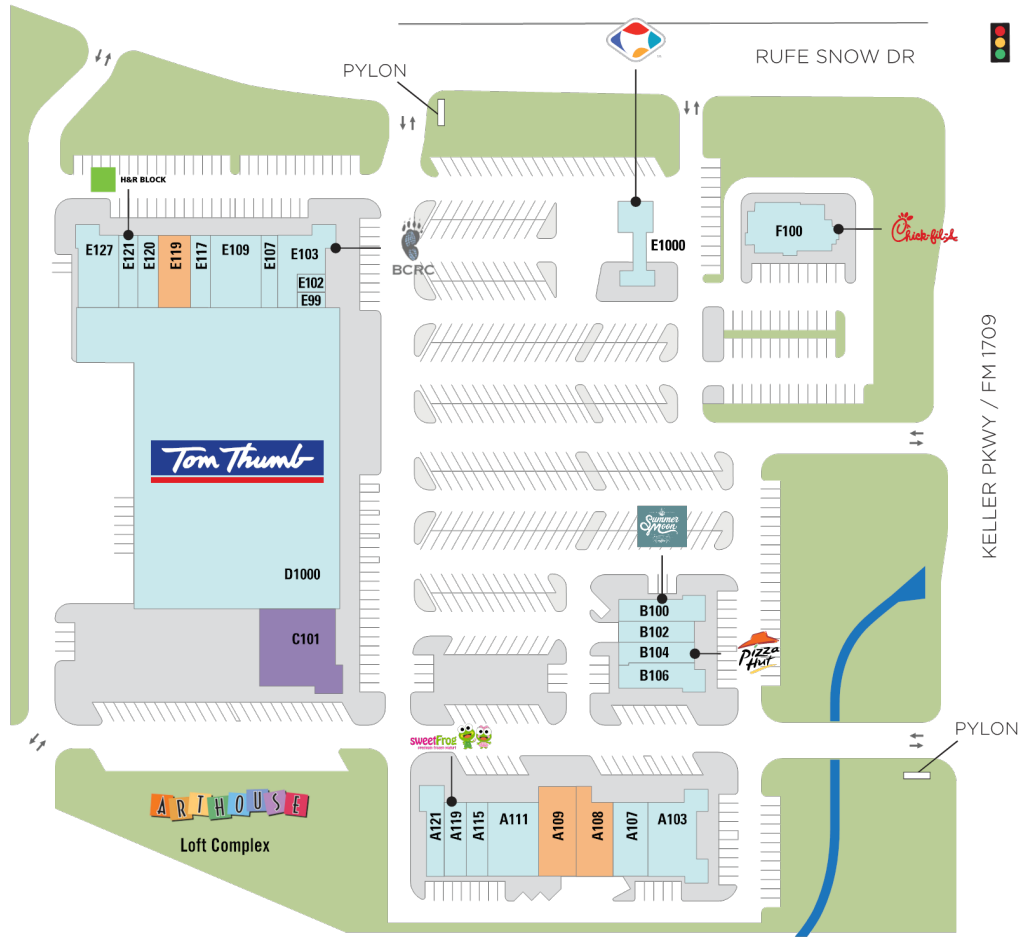 RUFE SNOW DR
PYLON
H&R BLOCK
E127
E121
E120
E119
E117
E109
E107
E103
E102
E99
BCRC
E1000
F100
Chick-fil-A
KELLER PKWY / FM 1709
Tom Thumb
D1000
C101
Summer
Moon
B100
B102
B104
B106
Pizza
Hut
PYLON
sweetFrog
ARTHOUSE
Loft Complex
A121
A119
A115
A111
A109
A108
A107
A103